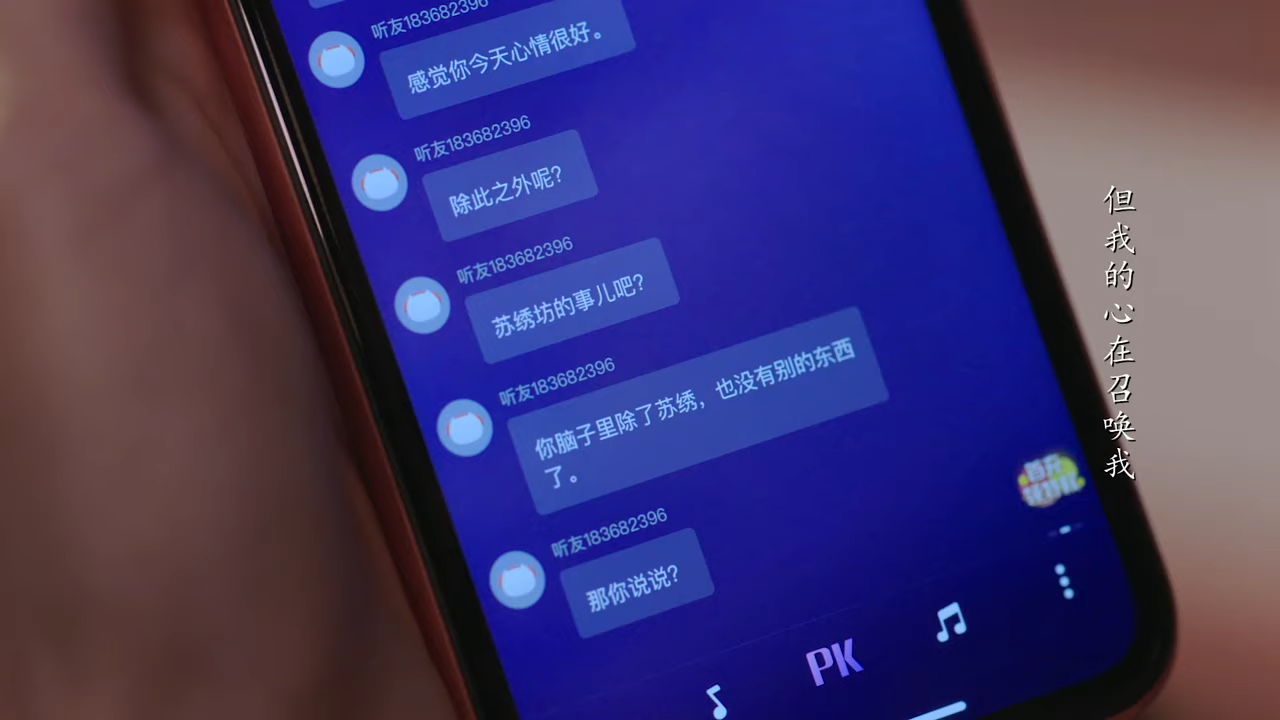 听友183682396
感觉你今天心情很好。
听友183682396
除此之外呢?
听友183682396
苏绣坊的事儿吧?
听友183682396
你脑子里除了苏绣，也没有别的东西
了。
听友183682396
那你说说?
PK
但我的心在召唤我